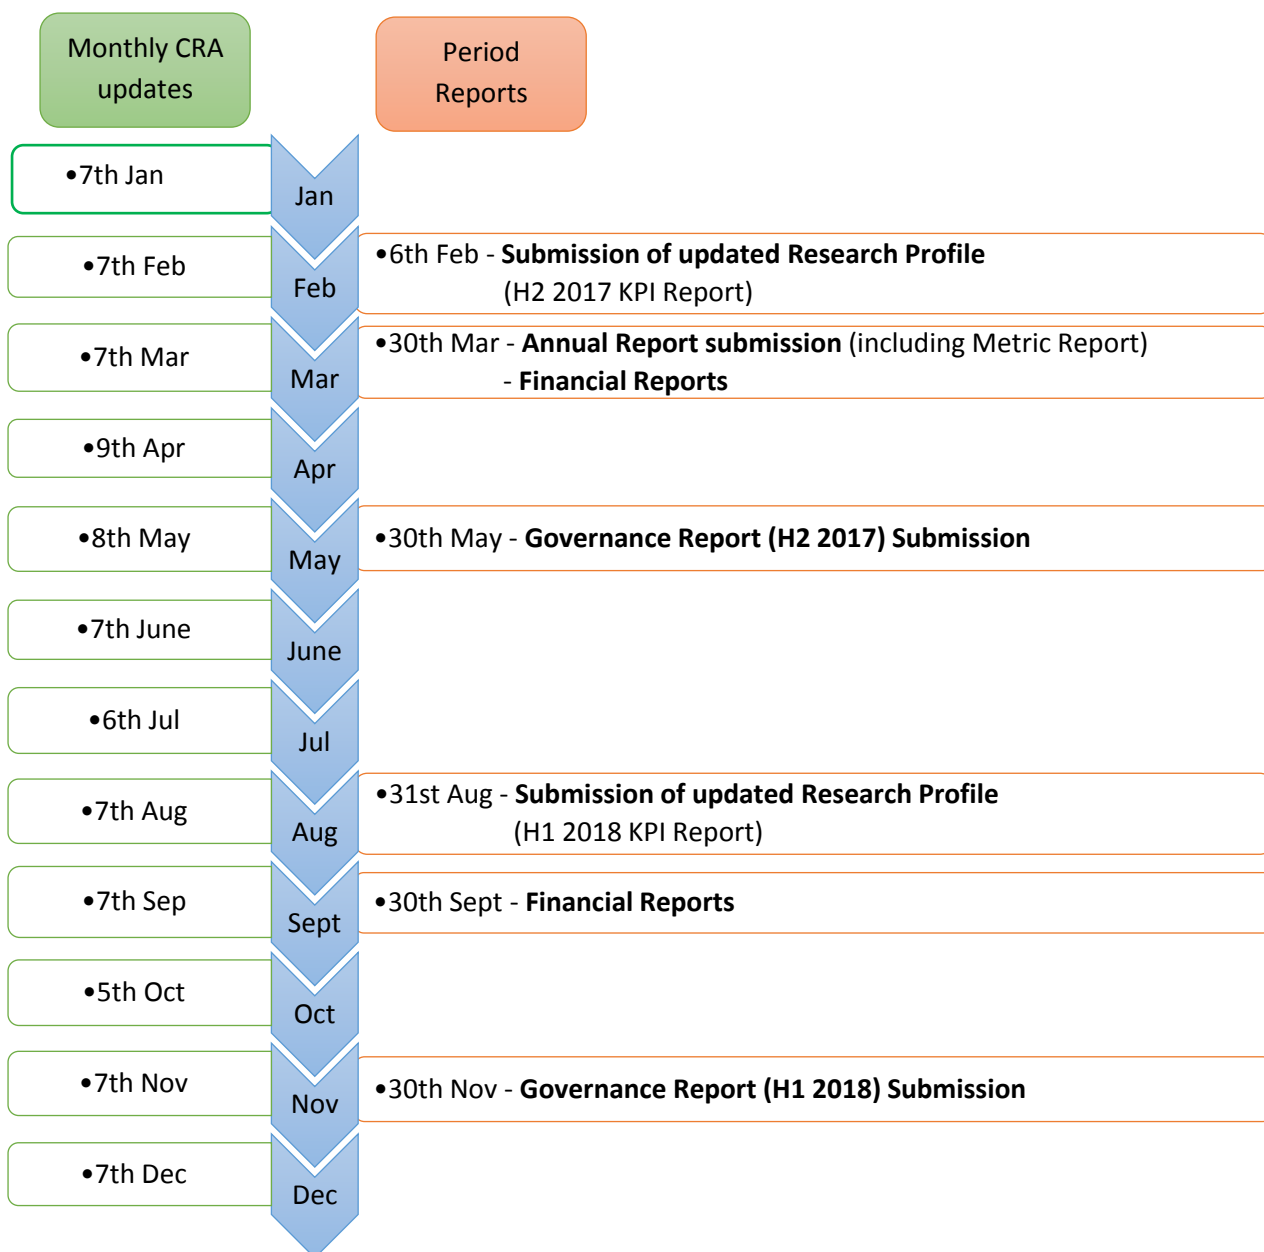 Monthly CRA
updates
Period
Reports
•7th Jan
Jan
•7th Feb
Feb
•6th Feb - Submission of updated Research Profile
(H2 2017 KPI Report)
•7th Mar
Mar
•30th Mar - Annual Report submission (including Metric Report)
- Financial Reports
•9th Apr
Apr
•8th May
May
•30th May - Governance Report (H2 2017) Submission
•7th June
June
•6th Jul
Jul
•7th Aug
Aug
•31st Aug - Submission of updated Research Profile
(H1 2018 KPI Report)
•7th Sep
Sept
•30th Sept - Financial Reports
•5th Oct
Oct
•7th Nov
Nov
•30th Nov - Governance Report (H1 2018) Submission
•7th Dec
Dec